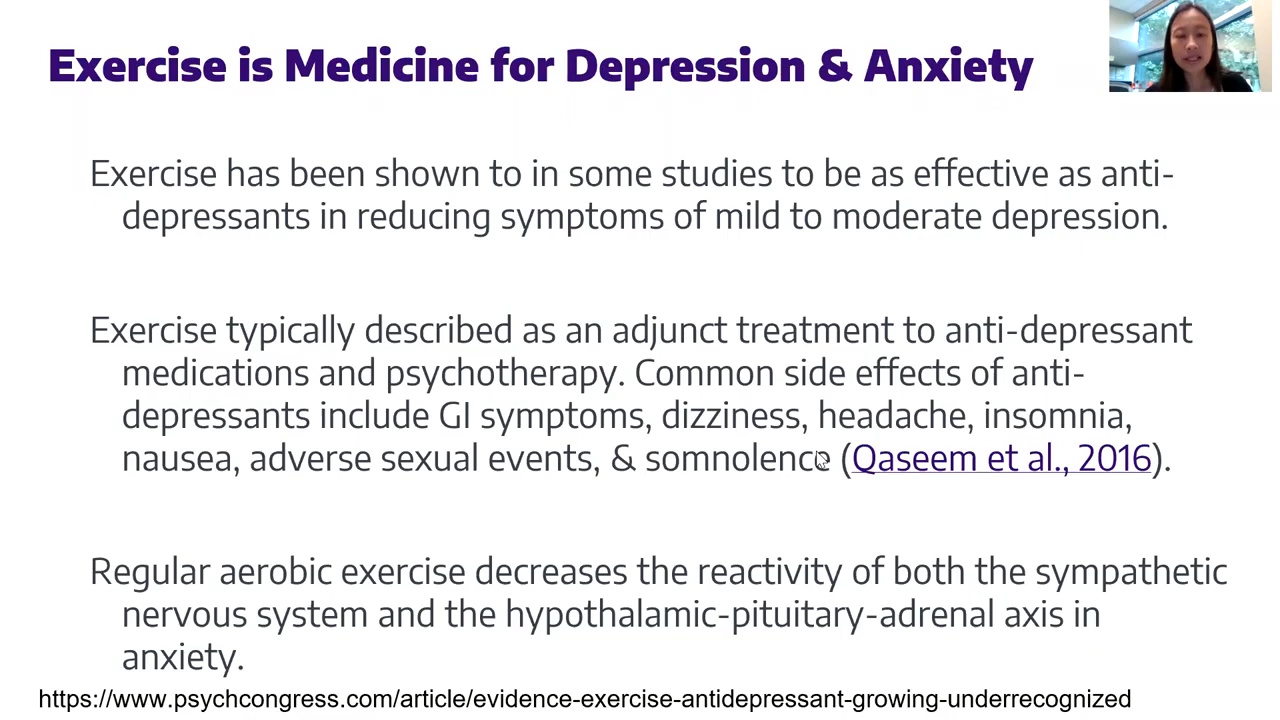 Exercise is Medicine for Depression & Anxiety
Exercise has been shown to in some studies to be as effective as anti-
depressants in reducing symptoms of mild to moderate depression.
Exercise typically described as an adjunct treatment to anti-depressant
medications and psychotherapy. Common side effects of anti-
depressants include GI symptoms, dizziness, headache, insomnia,
nausea, adverse sexual events, & somnolence (Qaseem et al., 2016).
Regular aerobic exercise decreases the reactivity of both the sympathetic
nervous system and the hypothalamic-pituitary-adrenal axis in
anxiety.
https://www.psychcongress.com/article/evidence-exercise-antidepressant-growing-underrecognized